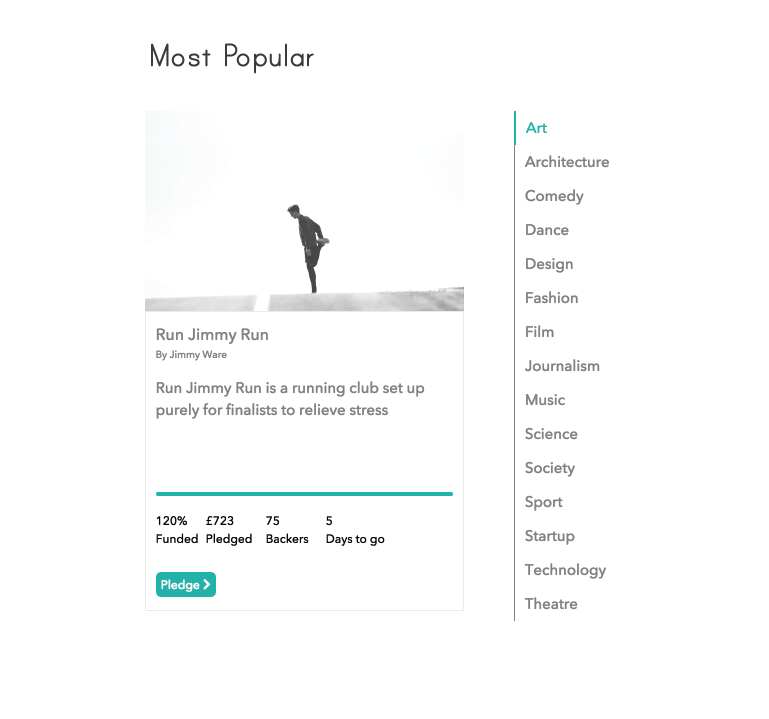 Most Popular
Run Jimmy Run
By Jimmy Ware
Run Jimmy Run is a running club set up
purely for finalists to relieve stress
120% £723 75 5
Funded Pledged Backers Days to go
Pledge
Art
Architecture
Comedy
Dance
Design
Fashion
Film
Journalism
Music
Science
Society
Sport
Startup
Technology
Theatre